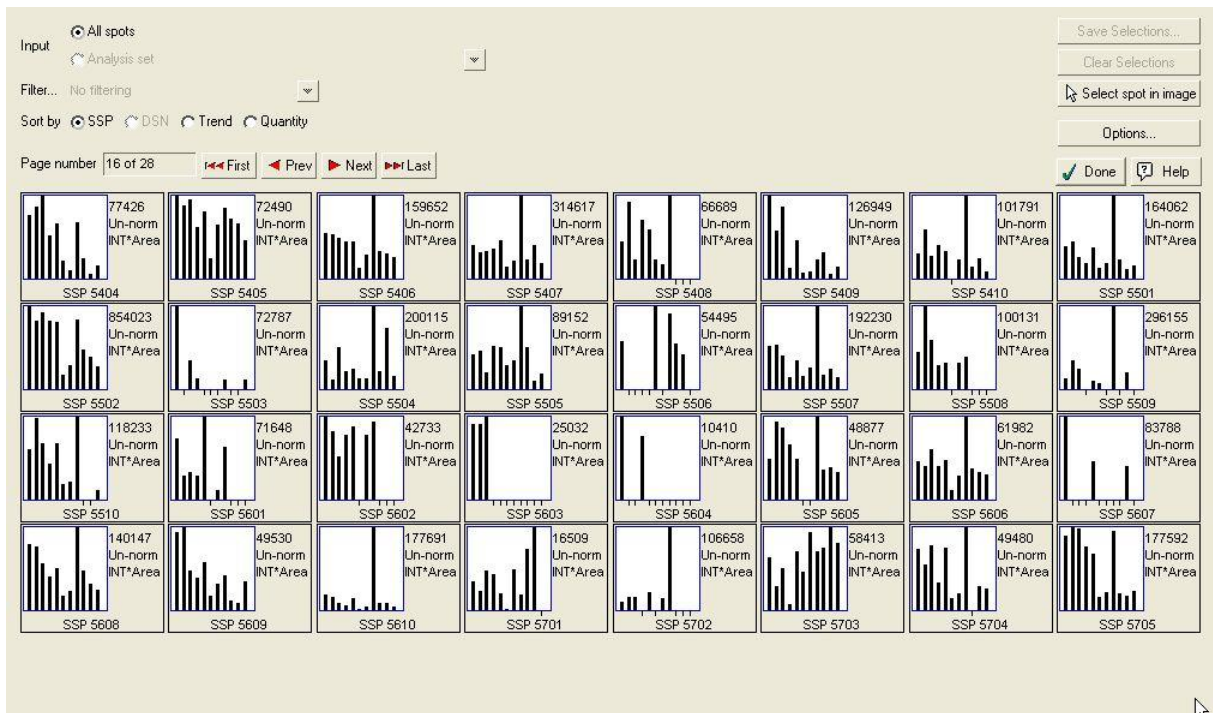 Input
All spots
Analysis set
Save Selections...
Clear Selections
Filter... No filtering
Select spot in image
Sort by SSP DSN Trend Quantity
Options...
Page number 16 of 28 First Prev Next Last
Done Help
77426
Un-norm
INT*Area
SSP 5404
72490
Un-norm
INT*Area
SSP 5405
159652
Un-norm
INT*Area
SSP 5406
314617
Un-norm
INT*Area
SSP 5407
66689
Un-norm
INT*Area
SSP 5408
126949
Un-norm
INT*Area
SSP 5409
101791
Un-norm
INT*Area
SSP 5410
164062
Un-norm
INT*Area
SSP 5501
854023
Un-norm
INT*Area
SSP 5502
72787
Un-norm
INT*Area
SSP 5503
200115
Un-norm
INT*Area
SSP 5504
89152
Un-norm
INT*Area
SSP 5505
54495
Un-norm
INT*Area
SSP 5506
192230
Un-norm
INT*Area
SSP 5507
100131
Un-norm
INT*Area
SSP 5508
296155
Un-norm
INT*Area
SSP 5509
118233
Un-norm
INT*Area
SSP 5510
71648
Un-norm
INT*Area
SSP 5601
42733
Un-norm
INT*Area
SSP 5602
25032
Un-norm
INT*Area
SSP 5603
10410
Un-norm
INT*Area
SSP 5604
48877
Un-norm
INT*Area
SSP 5605
61982
Un-norm
INT*Area
SSP 5606
83788
Un-norm
INT*Area
SSP 5607
140147
Un-norm
INT*Area
SSP 5608
49530
Un-norm
INT*Area
SSP 5609
177691
Un-norm
INT*Area
SSP 5610
16509
Un-norm
INT*Area
SSP 5701
106658
Un-norm
INT*Area
SSP 5702
58413
Un-norm
INT*Area
SSP 5703
49480
Un-norm
INT*Area
SSP 5704
177592
Un-norm
INT*Area
SSP 5705